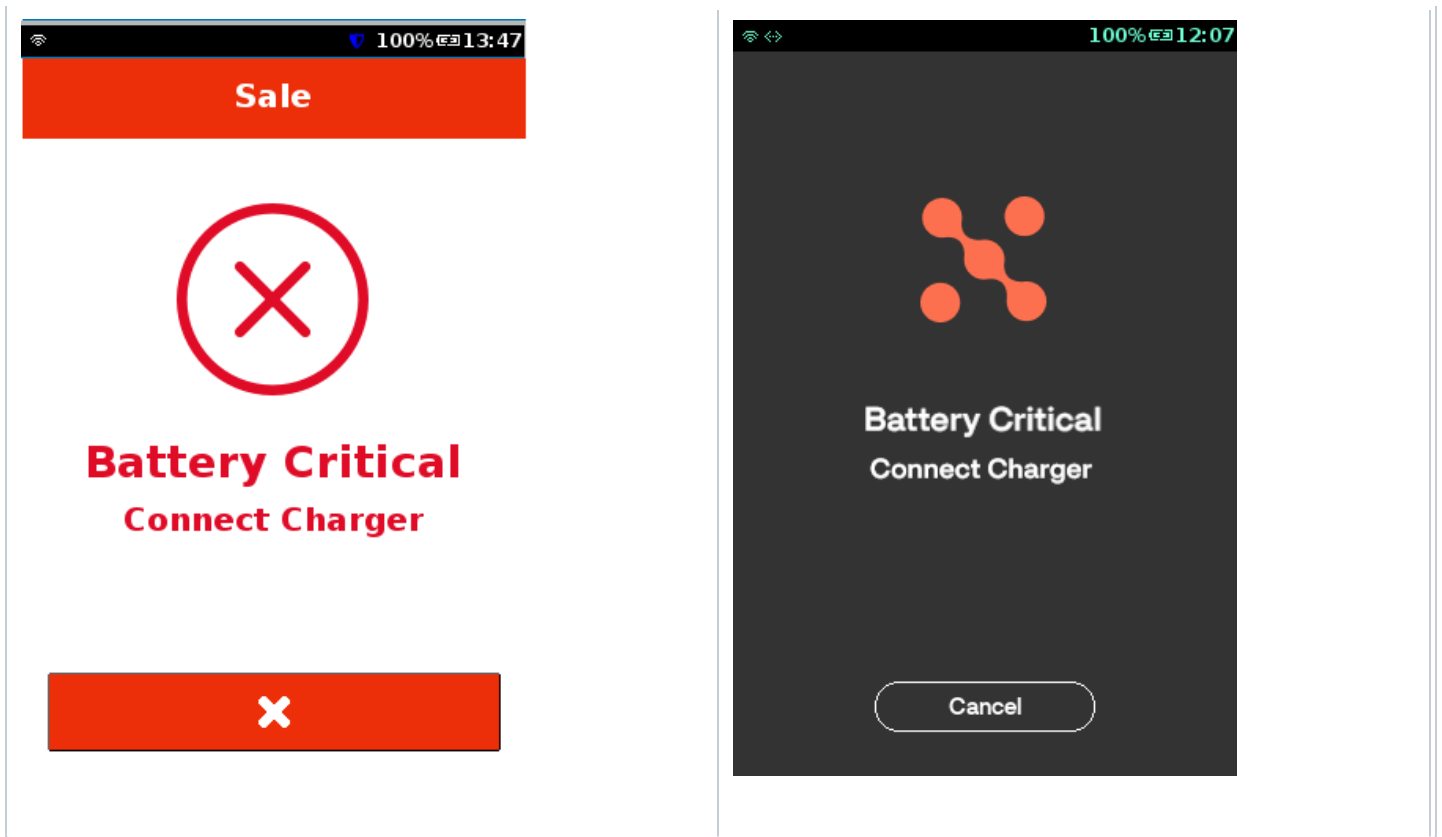 100% 13:47
Sale
Battery Critical
Connect Charger
100% 12:07
Battery Critical
Connect Charger
Cancel